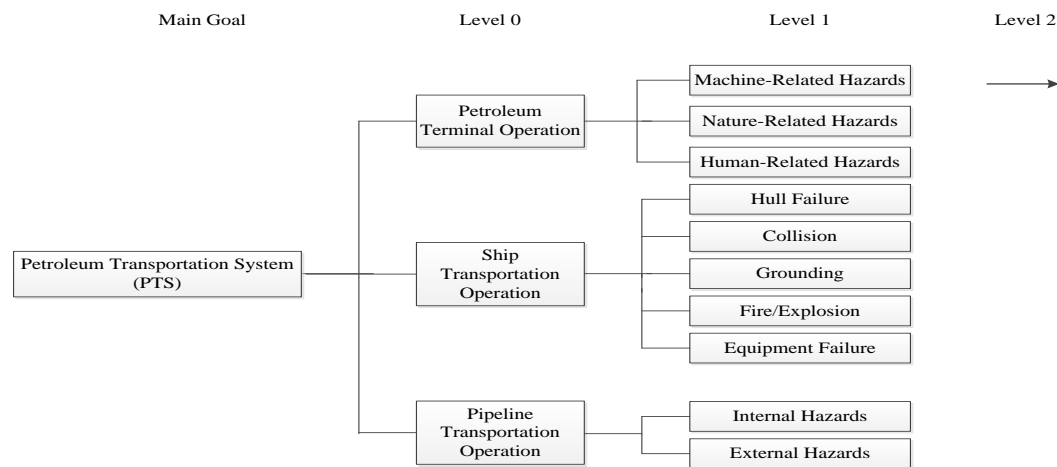 Main Goal
Level 0
Level 1
Level 2
Petroleum Transportation System
(PTS)
Petroleum
Terminal Operation
Machine-Related Hazards
Nature-Related Hazards
Human-Related Hazards
Ship
Transportation
Operation
Hull Failure
Collision
Grounding
Fire/Explosion
Equipment Failure
Pipeline
Transportation
Operation
Internal Hazards
External Hazards